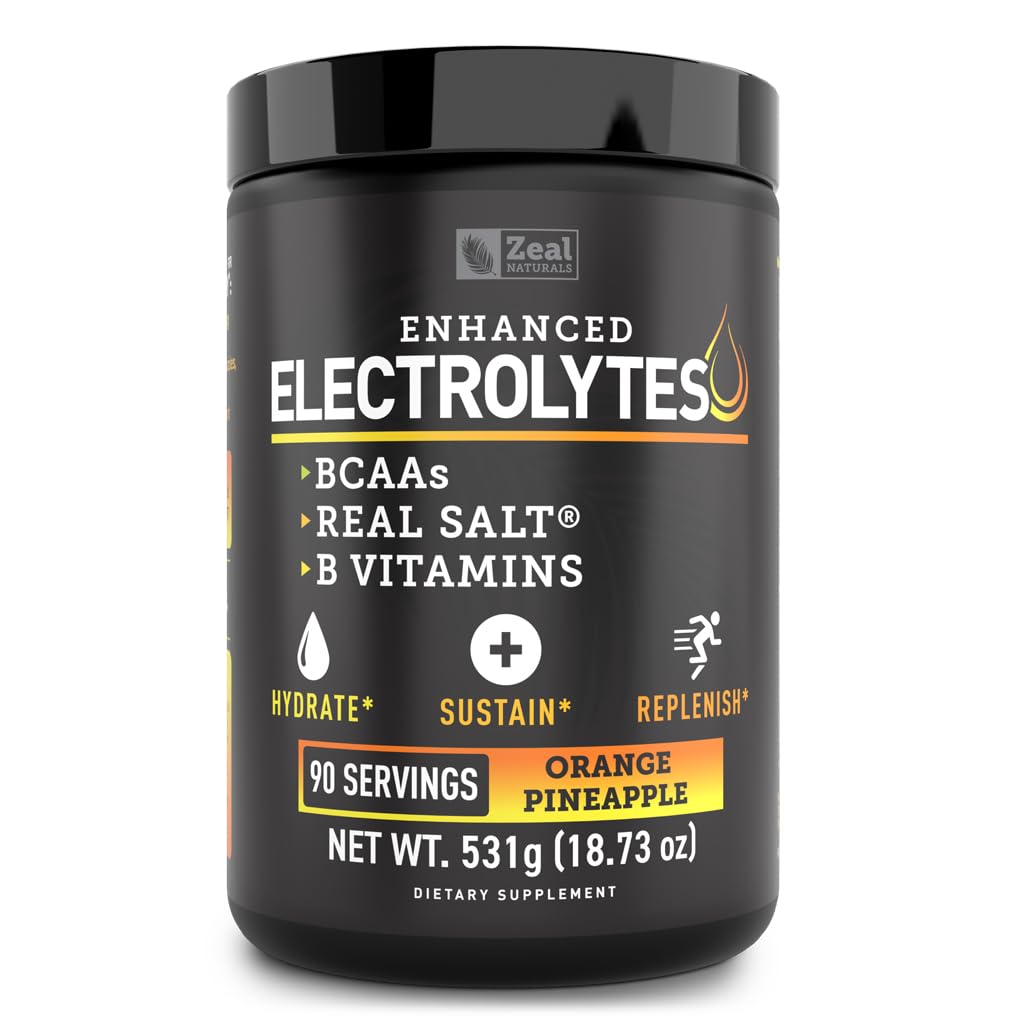 Zeal
NATURALS
ENHANCED
ELECTROLYTES
BCAAs
REAL SALT®
B VITAMINS
HYDRATE*
SUSTAIN*
REPLENISH*
90 SERVINGS
ORANGE
PINEAPPLE
NET WT. 531g (18.73 oz)
DIETARY SUPPLEMENT